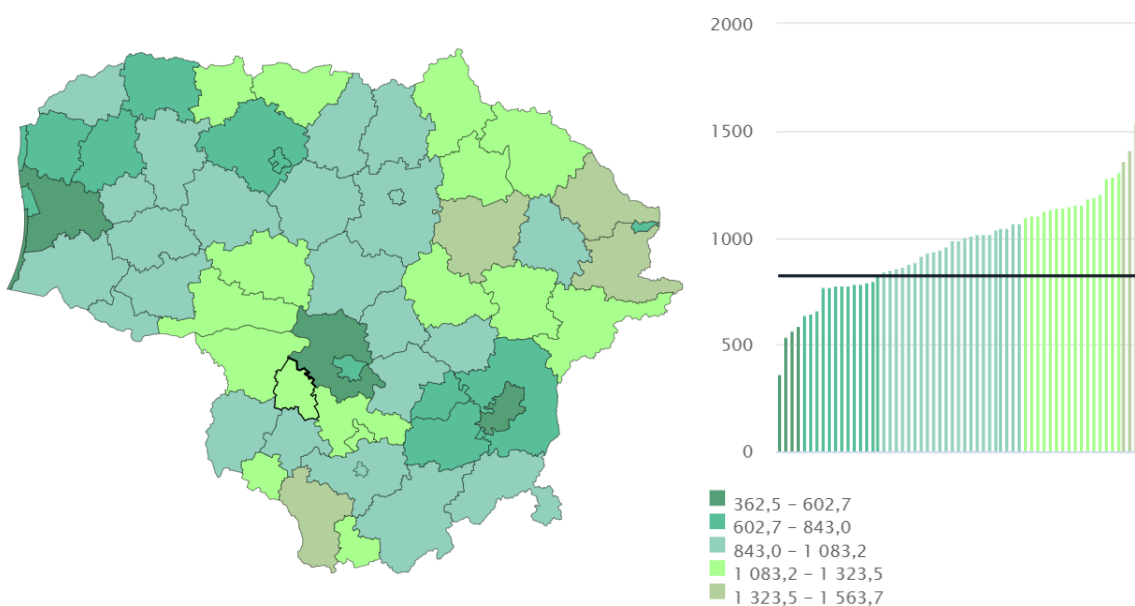 2000
1500
1000
500
0
362,5 – 602,7
602,7 – 843,0
843,0 – 1 083,2
1 083,2 – 1 323,5
1 323,5 – 1 563,7